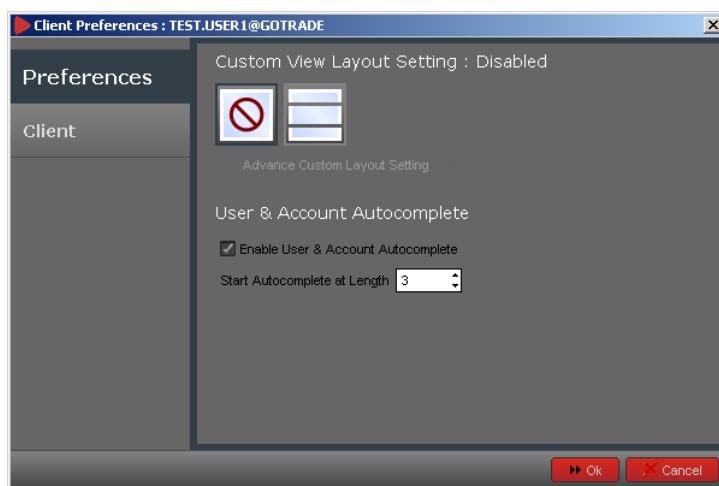 Client Preferences : TEST.USER1@GOTRADE
Preferences
Client
Custom View Layout Setting : Disabled
Advance Custom Layout Setting
User & Account Autocomplete
Enable User & Account Autocomplete
Start Autocomplete at Length 3
Ok
Cancel